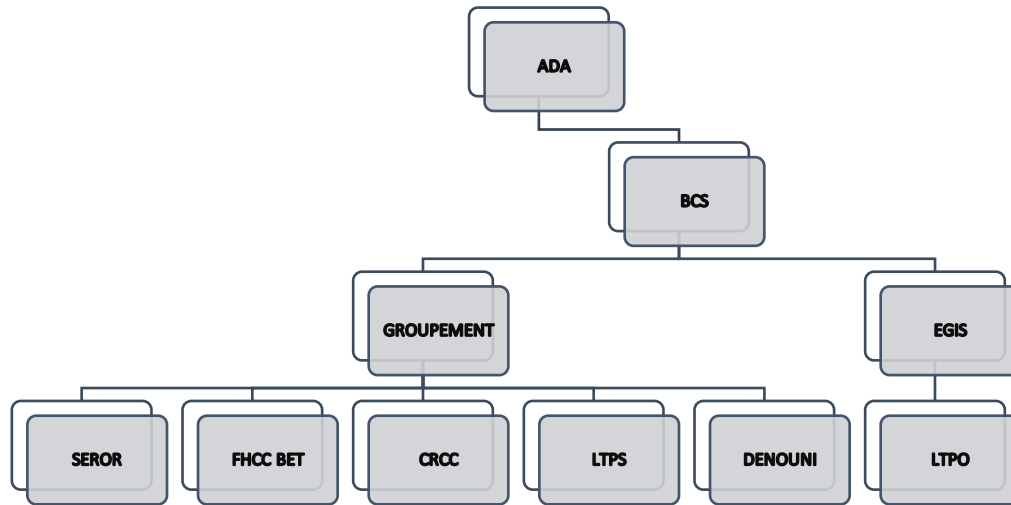 ADA
BCS
GROUPEMENT
EGIS
SEROR
FHCC BET
CRCC
LTPS
DENOUNI
LTPO